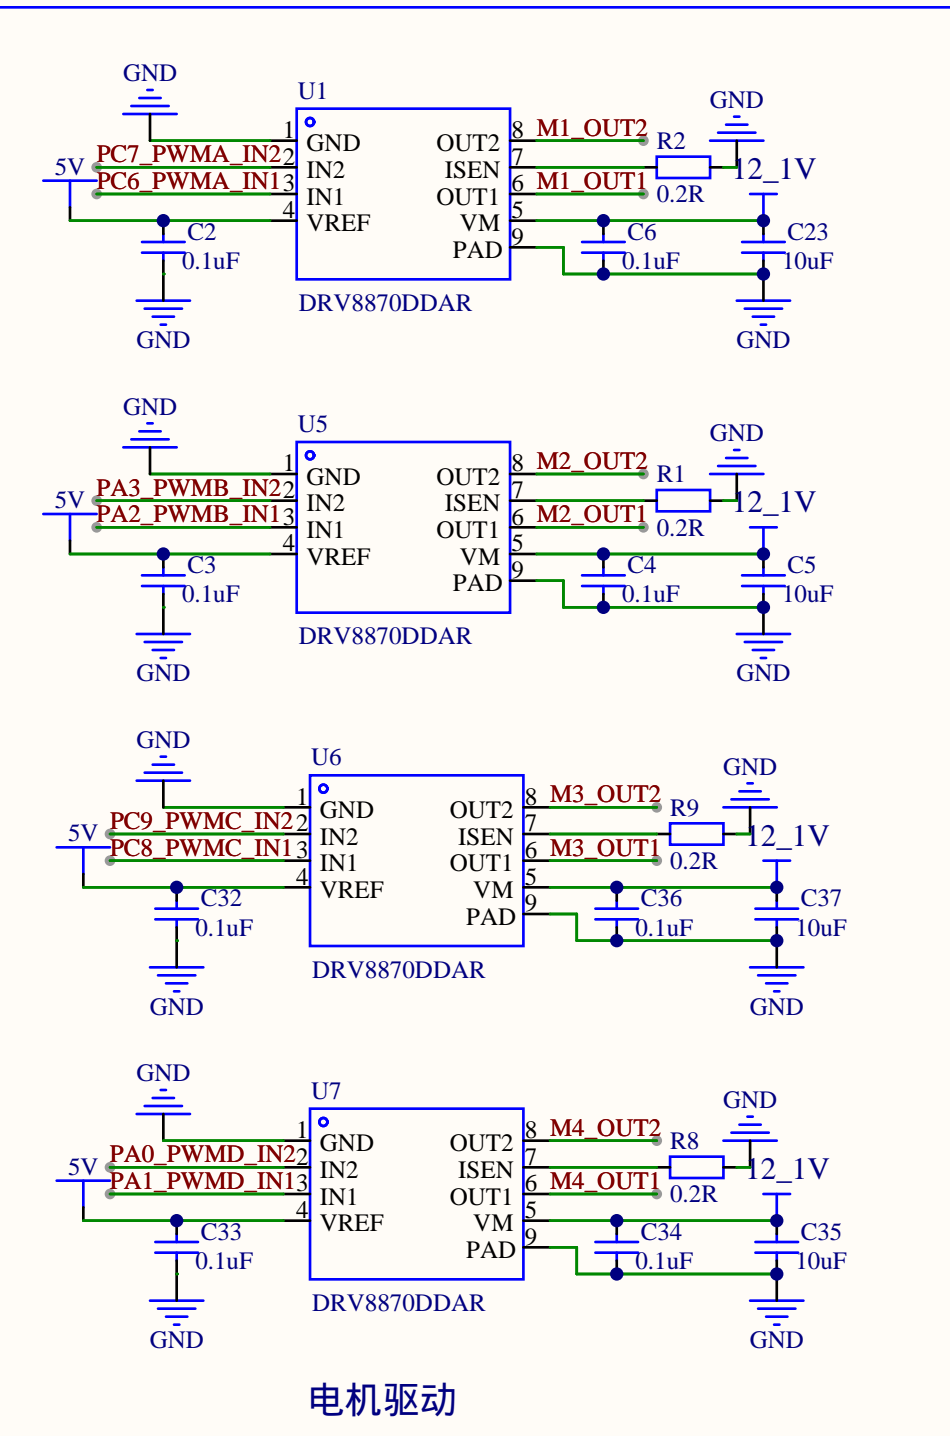 GND
U1
GND
1 GND OUT2 8 M1_OUT2
R2
5V PC7_PWMA_IN2 2 IN2 ISEN 7 12_1V
PC6_PWMA_IN1 3 IN1 OUT1 6 M1_OUT1 0.2R
4 VREF VM 5
C2 C6 C23
PAD 9
0.1uF 0.1uF 10uF
DRV8870DDAR
GND GND
GND
U5
GND
1 GND OUT2 8 M2_OUT2
R1
5V PA3_PWMB_IN2 2 IN2 ISEN 7 12_1V
PA2_PWMB_IN1 3 IN1 OUT1 6 M2_OUT1 0.2R
4 VREF VM 5
C3 C4 C5
PAD 9
0.1uF 0.1uF 10uF
DRV8870DDAR
GND GND
GND
U6
GND
1 GND OUT2 8 M3_OUT2
R9
5V PC9_PWMC_IN2 2 IN2 ISEN 7 12_1V
PC8_PWMC_IN1 3 IN1 OUT1 6 M3_OUT1 0.2R
4 VREF VM 5
C32 C36 C37
PAD 9
0.1uF 0.1uF 10uF
DRV8870DDAR
GND GND
GND
U7
GND
1 GND OUT2 8 M4_OUT2
R8
5V PA0_PWMD_IN2 2 IN2 ISEN 7 12_1V
PA1_PWMD_IN1 3 IN1 OUT1 6 M4_OUT1 0.2R
4 VREF VM 5
C33 C34 C35
PAD 9
0.1uF 0.1uF 10uF
DRV8870DDAR
GND GND
电机驱动